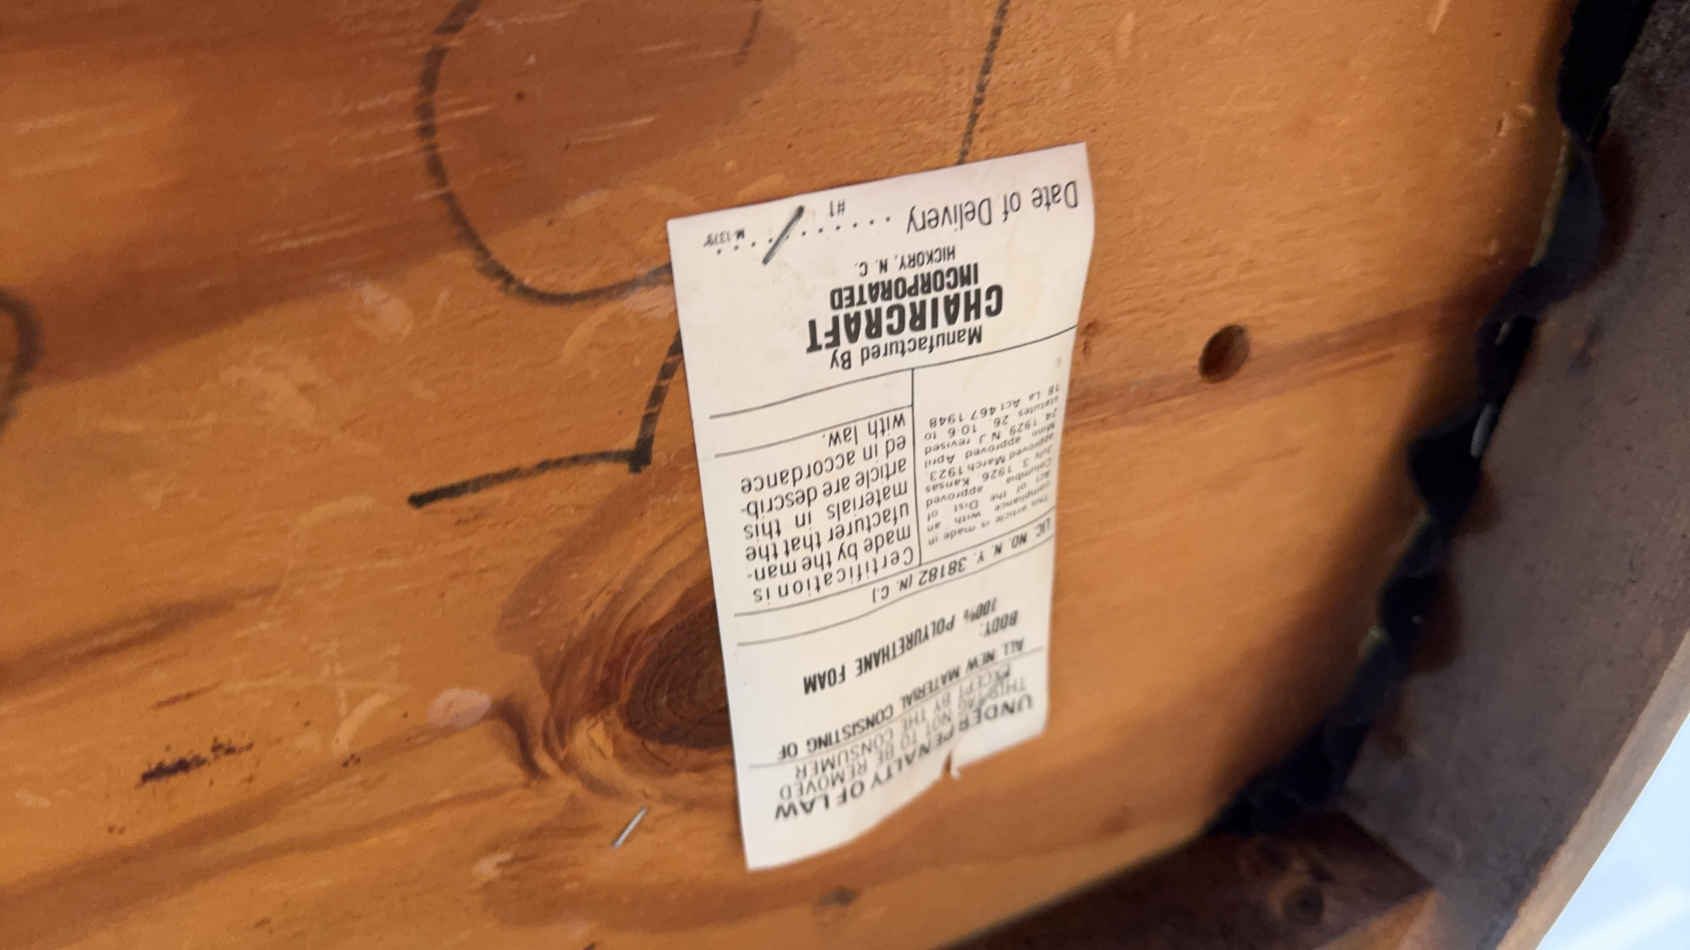 UNDER PENALTY OF LAW
THIS TAG NOT TO BE REMOVED
EXCEPT BY THE CONSUMER
ALL NEW MATERIAL CONSISTING OF
BODY:
100% POLYURETHANE FOAM
LIC. NO. N. Y. 38182 (N. C.)
This article is made in
compliance with an
act of the Dist of
Columbia approved
July 3 1926 Kansas
approved March 1923
Minn approved April
24 1929 N J revised
statutes 26 10.6 to
18 La Act 467 1948
Certification is
made by the man-
ufacturer that the
materials in this
article are describ-
ed in accordance
with law.
Manufactured By
CHAIRCRAFT
INCORPORATED
HICKORY, N. C.
Date of Delivery . . . . . . . . . . . .
#1